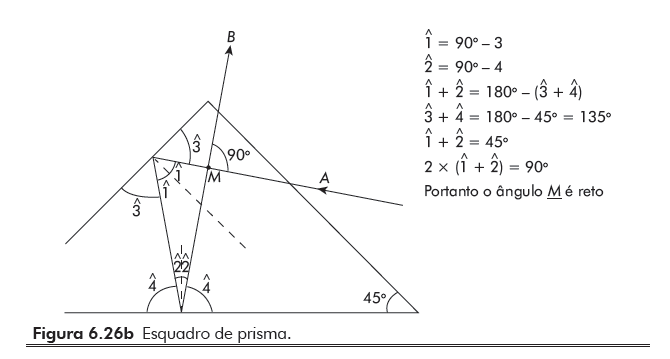 B
1̂ = 90° – 3
2̂ = 90° – 4
1̂ + 2̂ = 180° – (3̂ + 4̂)
3̂ + 4̂ = 180° – 45° = 135°
1̂ + 2̂ = 45°
2 × (1̂ + 2̂) = 90°
Portanto o ângulo M é reto
3̂
90°
1̂
M
A
1̂
3̂
2̂2̂
4̂
4̂
45°
Figura 6.26b Esquadro de prisma.